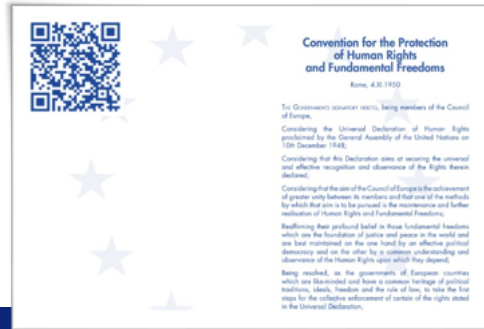 Convention for the Protection
of Human Rights
and Fundamental Freedoms
Rome, 4.XI.1950
THE GOVERNMENTS SIGNATORY HERETO, being members of the Council
of Europe,
Considering the Universal Declaration of Human Rights
proclaimed by the General Assembly of the United Nations on
10th December 1948;
Considering that this Declaration aims at securing the universal
and effective recognition and observance of the Rights therein
declared;
Considering that the aim of the Council of Europe is the achievement
of greater unity between its members and that one of the methods
by which that aim is to be pursued is the maintenance and further
realisation of Human Rights and Fundamental Freedoms;
Reaffirming their profound belief in those fundamental freedoms
which are the foundation of justice and peace in the world and
are best maintained on the one hand by an effective political
democracy and on the other by a common understanding and
observance of the Human Rights upon which they depend;
Being resolved, as the governments of European countries
which are like-minded and have a common heritage of political
traditions, ideals, freedom and the rule of law, to take the first
steps for the collective enforcement of certain of the rights stated
in the Universal Declaration,